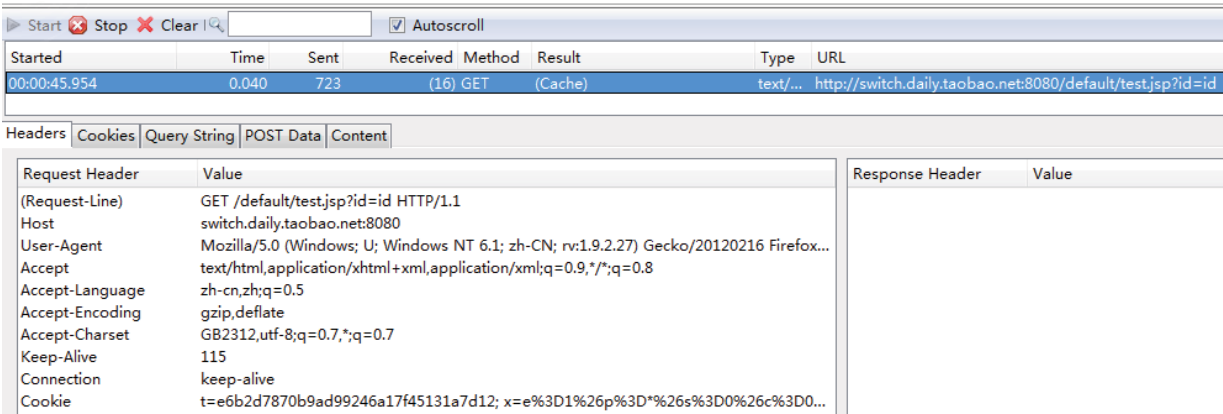 Start Stop Clear Autoscroll
Started Time Sent Received Method Result Type URL
00:00:45.954 0.040 723 (16) GET (Cache) text/... http://switch.daily.taobao.net:8080/default/test.jsp?id=id
Headers Cookies Query String POST Data Content
Request Header Value Response Header Value
(Request-Line) GET /default/test.jsp?id=id HTTP/1.1
Host switch.daily.taobao.net:8080
User-Agent Mozilla/5.0 (Windows; U; Windows NT 6.1; zh-CN; rv:1.9.2.27) Gecko/20120216 Firefox...
Accept text/html,application/xhtml+xml,application/xml;q=0.9,*/*;q=0.8
Accept-Language zh-cn,zh;q=0.5
Accept-Encoding gzip,deflate
Accept-Charset GB2312,utf-8;q=0.7,*;q=0.7
Keep-Alive 115
Connection keep-alive
Cookie t=e6b2d7870b9ad99246a17f45131a7d12; x=e%3D1%26p%3D*%26s%3D0%26c%3D0...